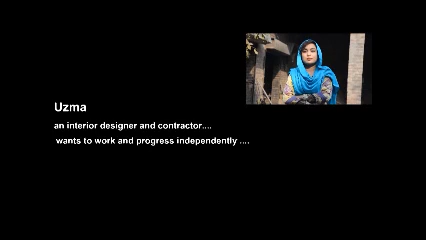 Uzma
an interior designer and contractor....
wants to work and progress independently ....